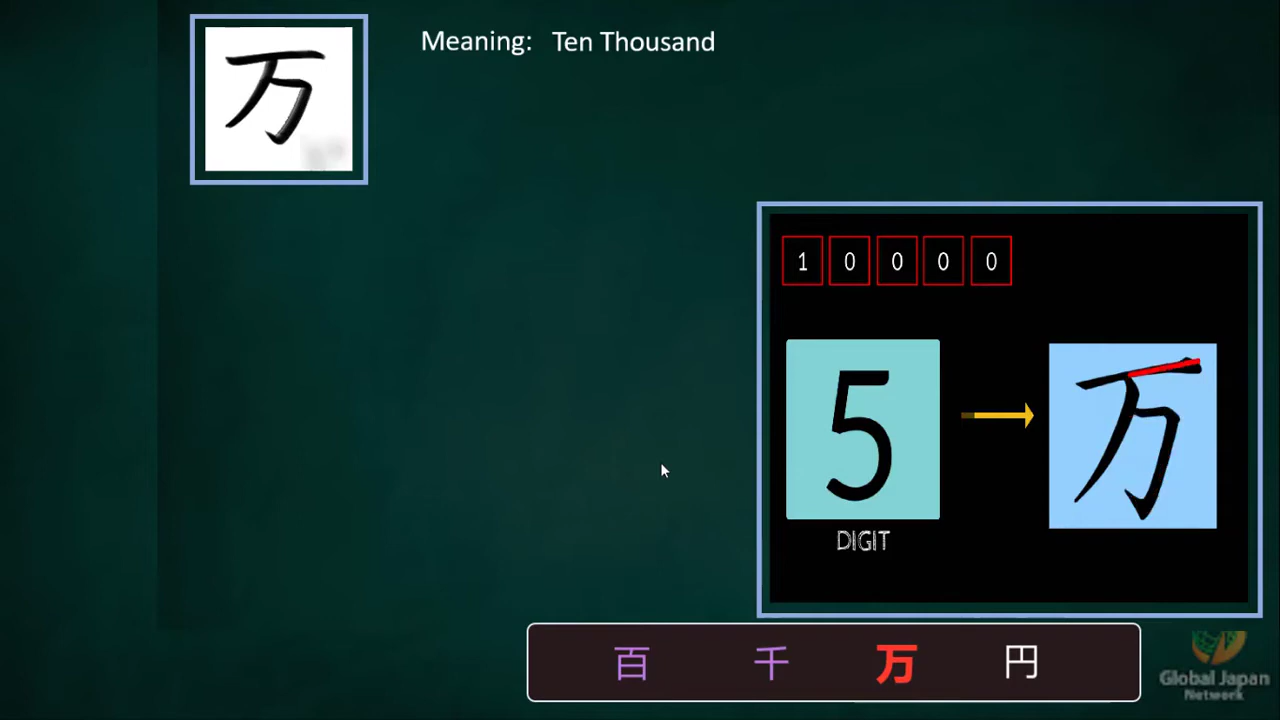 万
Meaning: Ten Thousand
1 0 0 0 0
5
万
DIGIT
百 千 万 円
Global Japan
Network